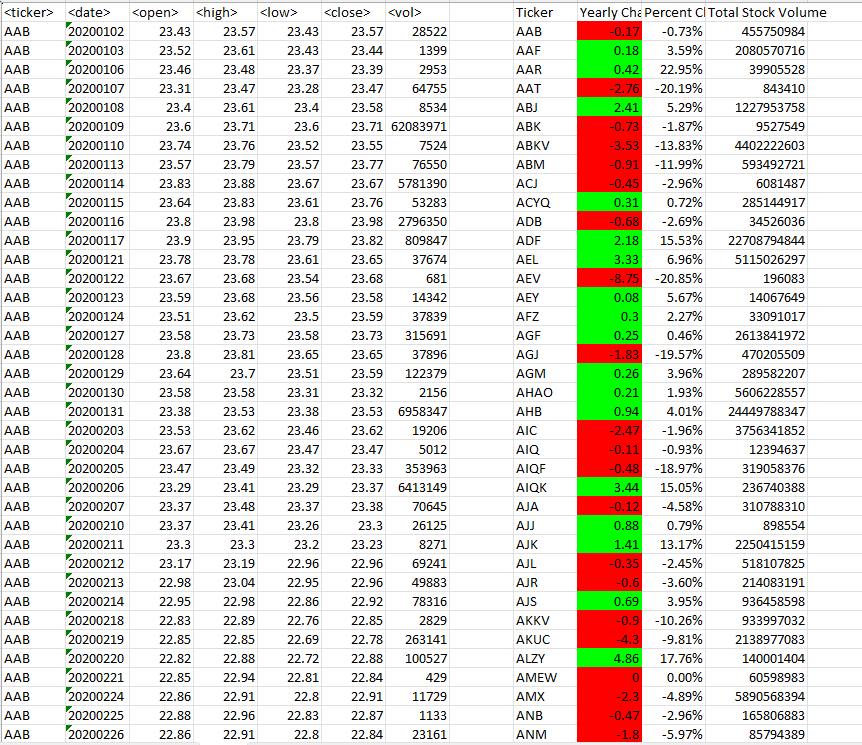 <ticker> <date> <open> <high> <low> <close> <vol> Ticker Yearly Cha Percent Cl Total Stock Volume
AAB 20200102 23.43 23.57 23.43 23.57 28522 AAB -0.17 -0.73% 455750984
AAB 20200103 23.52 23.61 23.43 23.44 1399 AAF 0.18 3.59% 2080570716
AAB 20200106 23.46 23.48 23.37 23.39 2953 AAR 0.42 22.95% 39905528
AAB 20200107 23.31 23.47 23.28 23.47 64755 AAT -2.76 -20.19% 843410
AAB 20200108 23.4 23.61 23.4 23.58 8534 ABJ 2.41 5.29% 1227953758
AAB 20200109 23.6 23.71 23.6 23.71 62083971 ABK -0.73 -1.87% 9527549
AAB 20200110 23.74 23.76 23.52 23.55 7524 ABKV -3.53 -13.83% 4402222603
AAB 20200113 23.57 23.79 23.57 23.77 76550 ABM -0.91 -11.99% 593492721
AAB 20200114 23.83 23.88 23.67 23.67 5781390 ACJ -0.45 -2.96% 6081487
AAB 20200115 23.64 23.83 23.61 23.76 53283 ACYQ 0.31 0.72% 285144917
AAB 20200116 23.8 23.98 23.8 23.98 2796350 ADB -0.68 -2.69% 34526036
AAB 20200117 23.9 23.95 23.79 23.82 809847 ADF 2.18 15.53% 22708794844
AAB 20200121 23.78 23.78 23.61 23.65 37674 AEL 3.33 6.96% 5115026297
AAB 20200122 23.67 23.68 23.54 23.68 681 AEV -8.75 -20.85% 196083
AAB 20200123 23.59 23.68 23.56 23.58 14342 AEY 0.08 5.67% 14067649
AAB 20200124 23.51 23.62 23.5 23.59 37839 AFZ 0.3 2.27% 33091017
AAB 20200127 23.58 23.73 23.58 23.73 315691 AGF 0.25 0.46% 2613841972
AAB 20200128 23.8 23.81 23.65 23.65 37896 AGJ -1.83 -19.57% 470205509
AAB 20200129 23.64 23.7 23.51 23.59 122379 AGM 0.26 3.96% 289582207
AAB 20200130 23.58 23.58 23.31 23.32 2156 AHAO 0.21 1.93% 5606228557
AAB 20200131 23.38 23.53 23.38 23.53 6958347 AHB 0.94 4.01% 24449788347
AAB 20200203 23.53 23.62 23.46 23.62 19206 AIC -2.47 -1.96% 3756341852
AAB 20200204 23.67 23.67 23.47 23.47 5012 AIQ -0.11 -0.93% 12394637
AAB 20200205 23.47 23.49 23.32 23.33 353963 AIQF -0.48 -18.97% 319058376
AAB 20200206 23.29 23.41 23.29 23.37 6413149 AIQK 3.44 15.05% 236740388
AAB 20200207 23.37 23.48 23.37 23.38 70645 AJA -0.12 -4.58% 310788310
AAB 20200210 23.37 23.41 23.26 23.3 26125 AJJ 0.88 0.79% 898554
AAB 20200211 23.3 23.3 23.2 23.23 8271 AJK 1.41 13.17% 2250415159
AAB 20200212 23.17 23.19 22.96 22.96 69241 AJL -0.35 -2.45% 518107825
AAB 20200213 22.98 23.04 22.95 22.96 49883 AJR -0.6 -3.60% 214083191
AAB 20200214 22.95 22.98 22.86 22.92 78316 AJS 0.69 3.95% 936458598
AAB 20200218 22.83 22.89 22.76 22.85 2829 AKKV -0.9 -10.26% 933997032
AAB 20200219 22.85 22.85 22.69 22.78 263141 AKUC -4.3 -9.81% 2138977083
AAB 20200220 22.82 22.88 22.72 22.88 100527 ALZY 4.86 17.76% 140001404
AAB 20200221 22.85 22.94 22.81 22.84 429 AMEW 0 0.00% 60598983
AAB 20200224 22.86 22.91 22.8 22.91 11729 AMX -2.3 -4.89% 5890568394
AAB 20200225 22.88 22.96 22.83 22.87 1133 ANB -0.47 -2.96% 165806883
AAB 20200226 22.86 22.91 22.8 22.84 23161 ANM -1.8 -5.97% 85794389